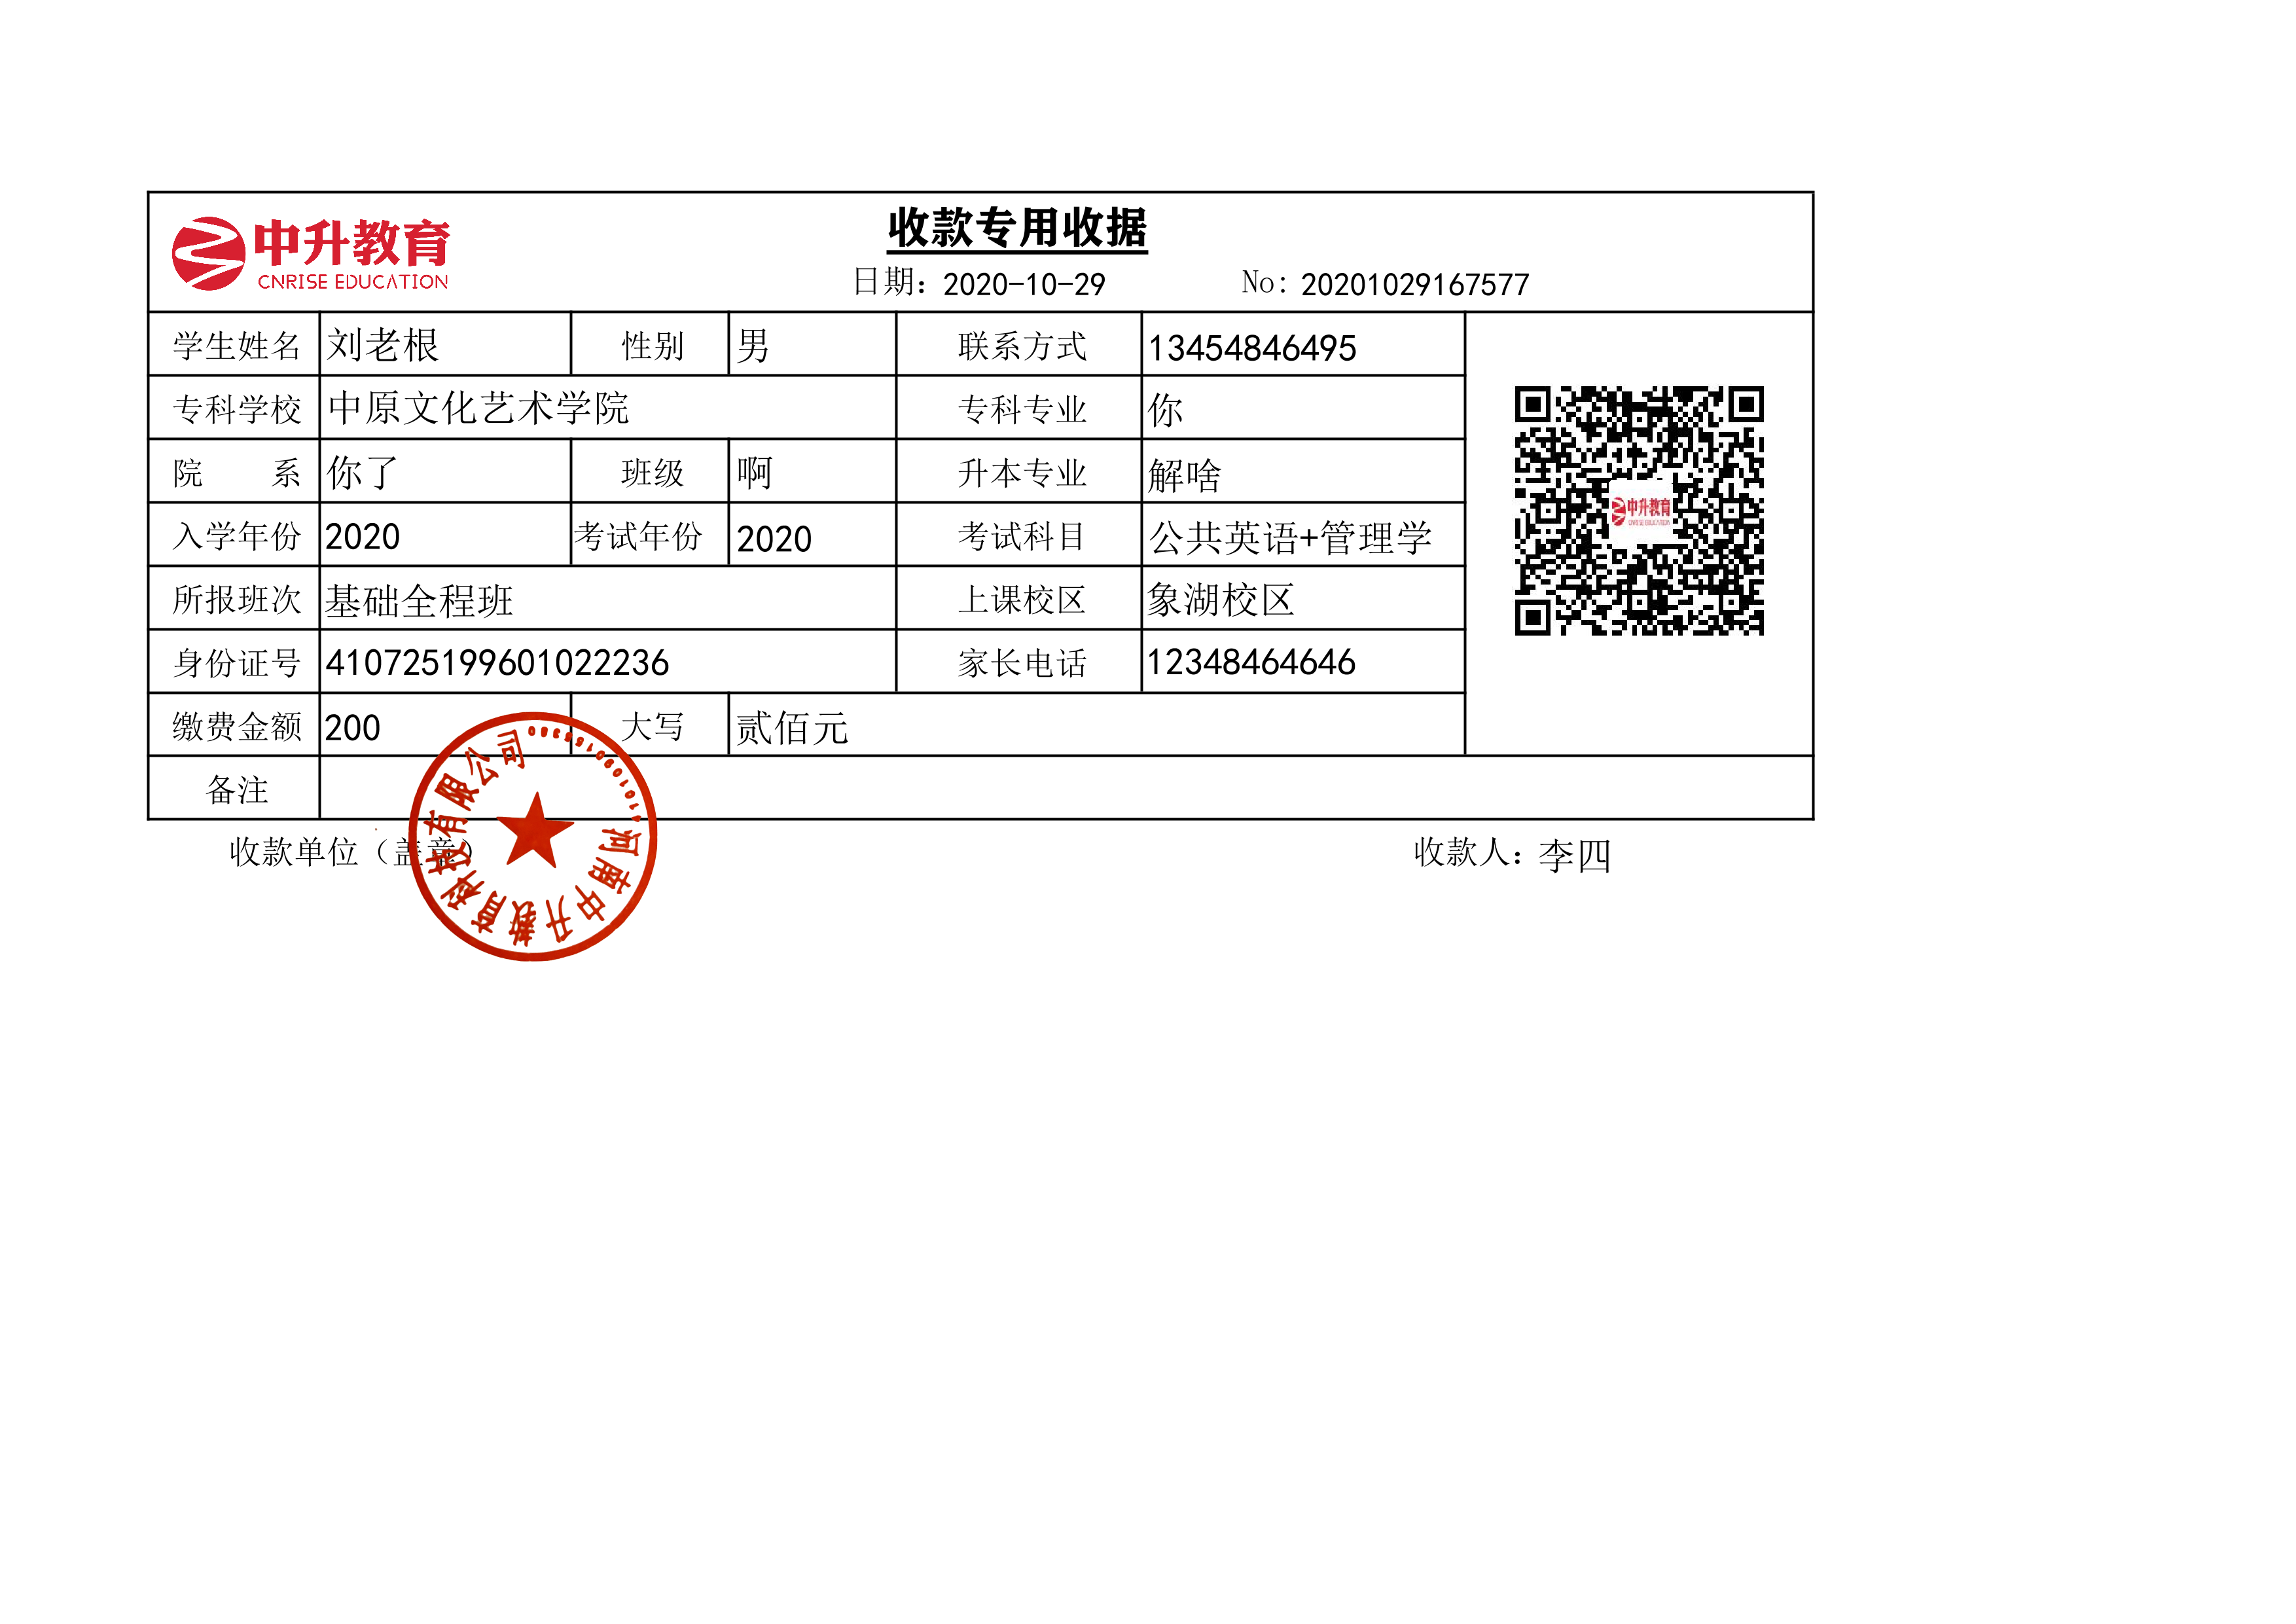 中升教育
CNRISE EDUCATION
收款专用收据
日期：2020-10-29 No：20201029167577
学生姓名 刘老根 性别 男 联系方式 13454846495
专科学校 中原文化艺术学院 专科专业 你
院 系 你了 班级 啊 升本专业 解啥
入学年份 2020 考试年份 2020 考试科目 公共英语+管理学
中升教育
CNRISE EDUCATION
所报班次 基础全程班 上课校区 象湖校区
身份证号 410725199601022236 家长电话 12348464646
缴费金额 200 大写 贰佰元
备注
收款单位（盖章） 收款人：李四
河南中升教育科技有限公司